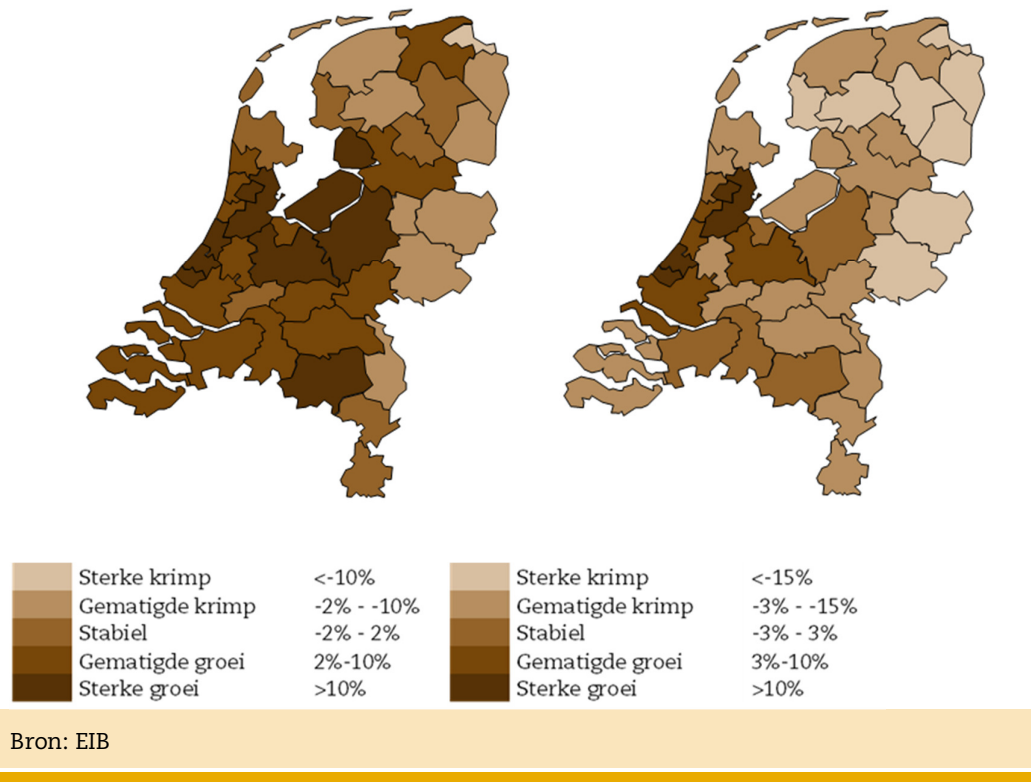 Sterke krimp <-10%
Gematigde krimp -2% - -10%
Stabiel -2% - 2%
Gematigde groei 2%-10%
Sterke groei >10%
Sterke krimp <-15%
Gematigde krimp -3% - -15%
Stabiel -3% - 3%
Gematigde groei 3%-10%
Sterke groei >10%
Bron: EIB